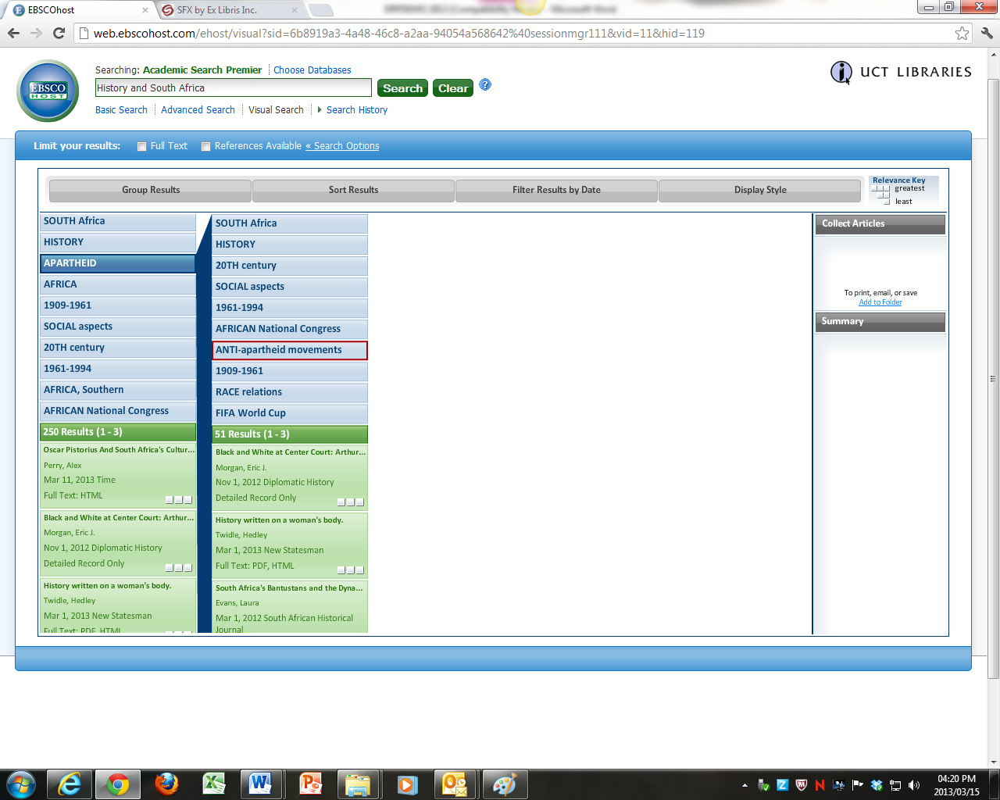 EBSCOhost
SFX by Ex Libris Inc.
web.ebscohost.com/ehost/visual?sid=6b8919a3-4a48-46c8-a2aa-94054a568642%40sessionmgr111&vid=11&hid=119
EBSCO
HOST
Searching: Academic Search Premier
Choose Databases
History and South Africa
Search
Clear
?
Basic Search
Advanced Search
Visual Search
Search History
UCT LIBRARIES
Limit your results:
Full Text
References Available
« Search Options
Group Results
Sort Results
Filter Results by Date
Display Style
Relevance Key
greatest
least
SOUTH Africa
HISTORY
APARTHEID
AFRICA
1909-1961
SOCIAL aspects
20TH century
1961-1994
AFRICA, Southern
AFRICAN National Congress
250 Results (1 - 3)
Oscar Pistorius And South Africa's Cultur...
Perry, Alex
Mar 11, 2013 Time
Full Text: HTML
Black and White at Center Court: Arthur...
Morgan, Eric J.
Nov 1, 2012 Diplomatic History
Detailed Record Only
History written on a woman's body.
Twidle, Hedley
Mar 1, 2013 New Statesman
Full Text: PDF, HTML
SOUTH Africa
HISTORY
20TH century
SOCIAL aspects
1961-1994
AFRICAN National Congress
ANTI-apartheid movements
1909-1961
RACE relations
FIFA World Cup
51 Results (1 - 3)
Black and White at Center Court: Arthur...
Morgan, Eric J.
Nov 1, 2012 Diplomatic History
Detailed Record Only
History written on a woman's body.
Twidle, Hedley
Mar 1, 2013 New Statesman
Full Text: PDF, HTML
South Africa's Bantustans and the Dyna...
Evans, Laura
Mar 1, 2012 South African Historical
Journal
Collect Articles
To print, email, or save
Add to Folder
Summary
04:20 PM
2013/03/15